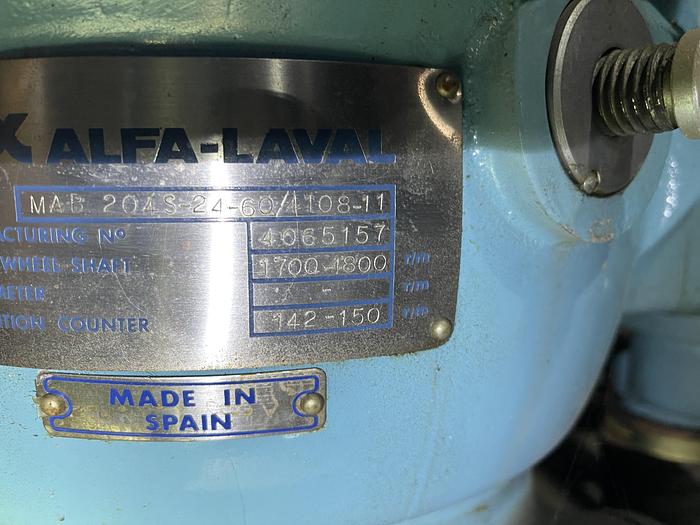 ALFA-LAVAL
MAB 204S-24-60/4108-11
ACTURING Nº 4065157
WHEEL SHAFT 1700-1800 r/m
METER - r/m
TION COUNTER 142-150 r/m
MADE IN
SPAIN